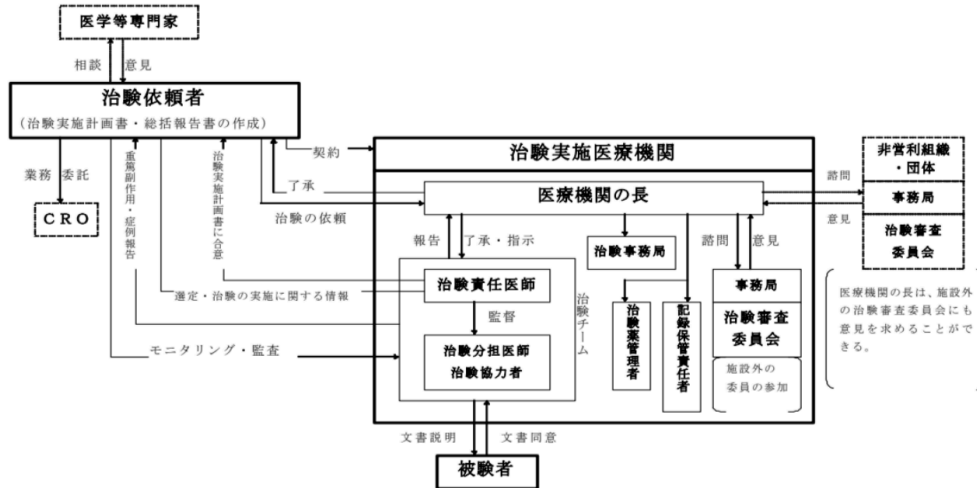 医学等専門家
相談
意見
治験依頼者
(治験実施計画書・総括報告書の作成)
業務
委託
CRO
重篤副作用・症例報告
治験実施計画書に合意
契約
了承
治験の依頼
選定・治験の実施に関する情報
モニタリング・監査
治験実施医療機関
医療機関の長
報告
了承・指示
治験事務局
諮問
意見
治験責任医師
監督
治験分担医師
治験協力者
治験チーム
治験薬管理者
記録保管責任者
事務局
治験審査
委員会
施設外の
委員の参加
文書説明
文書同意
被験者
諮問
意見
非営利組織
・団体
事務局
治験審査
委員会
医療機関の長は、施設外
の治験審査委員会にも
意見を求めることがで
きる。